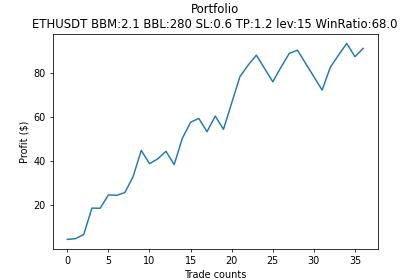 Portfolio
ETHUSDT BBM:2.1 BBL:280 SL:0.6 TP:1.2 lev:15 WinRatio:68.0
Profit ($)
80
60
40
20
0 5 10 15 20 25 30 35
Trade counts